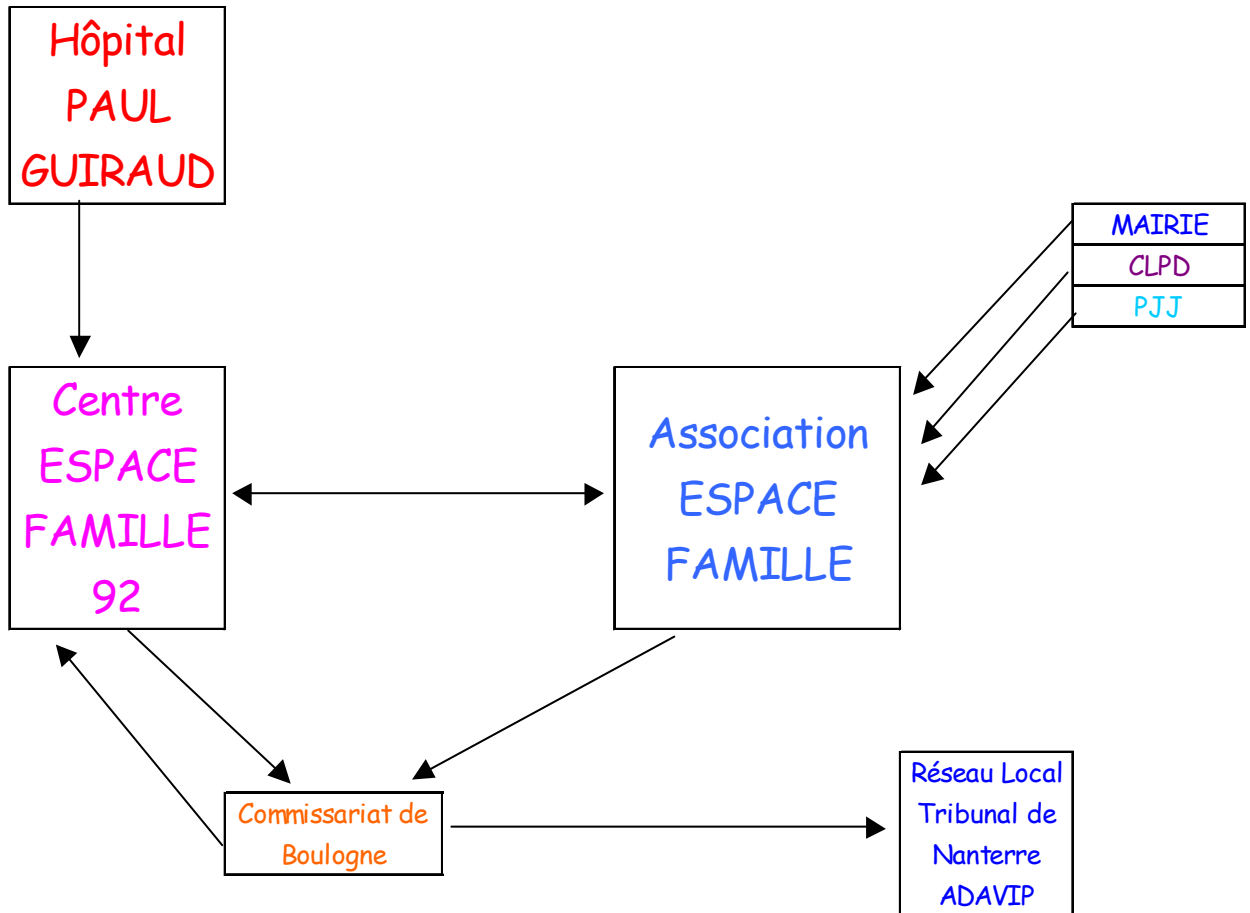 Hôpital
PAUL
GUIRAUD
MAIRIE
CLPD
PJJ
Centre
ESPACE
FAMILLE
92
Association
ESPACE
FAMILLE
Commissariat de
Boulogne
Réseau Local
Tribunal de
Nanterre
ADAVIP